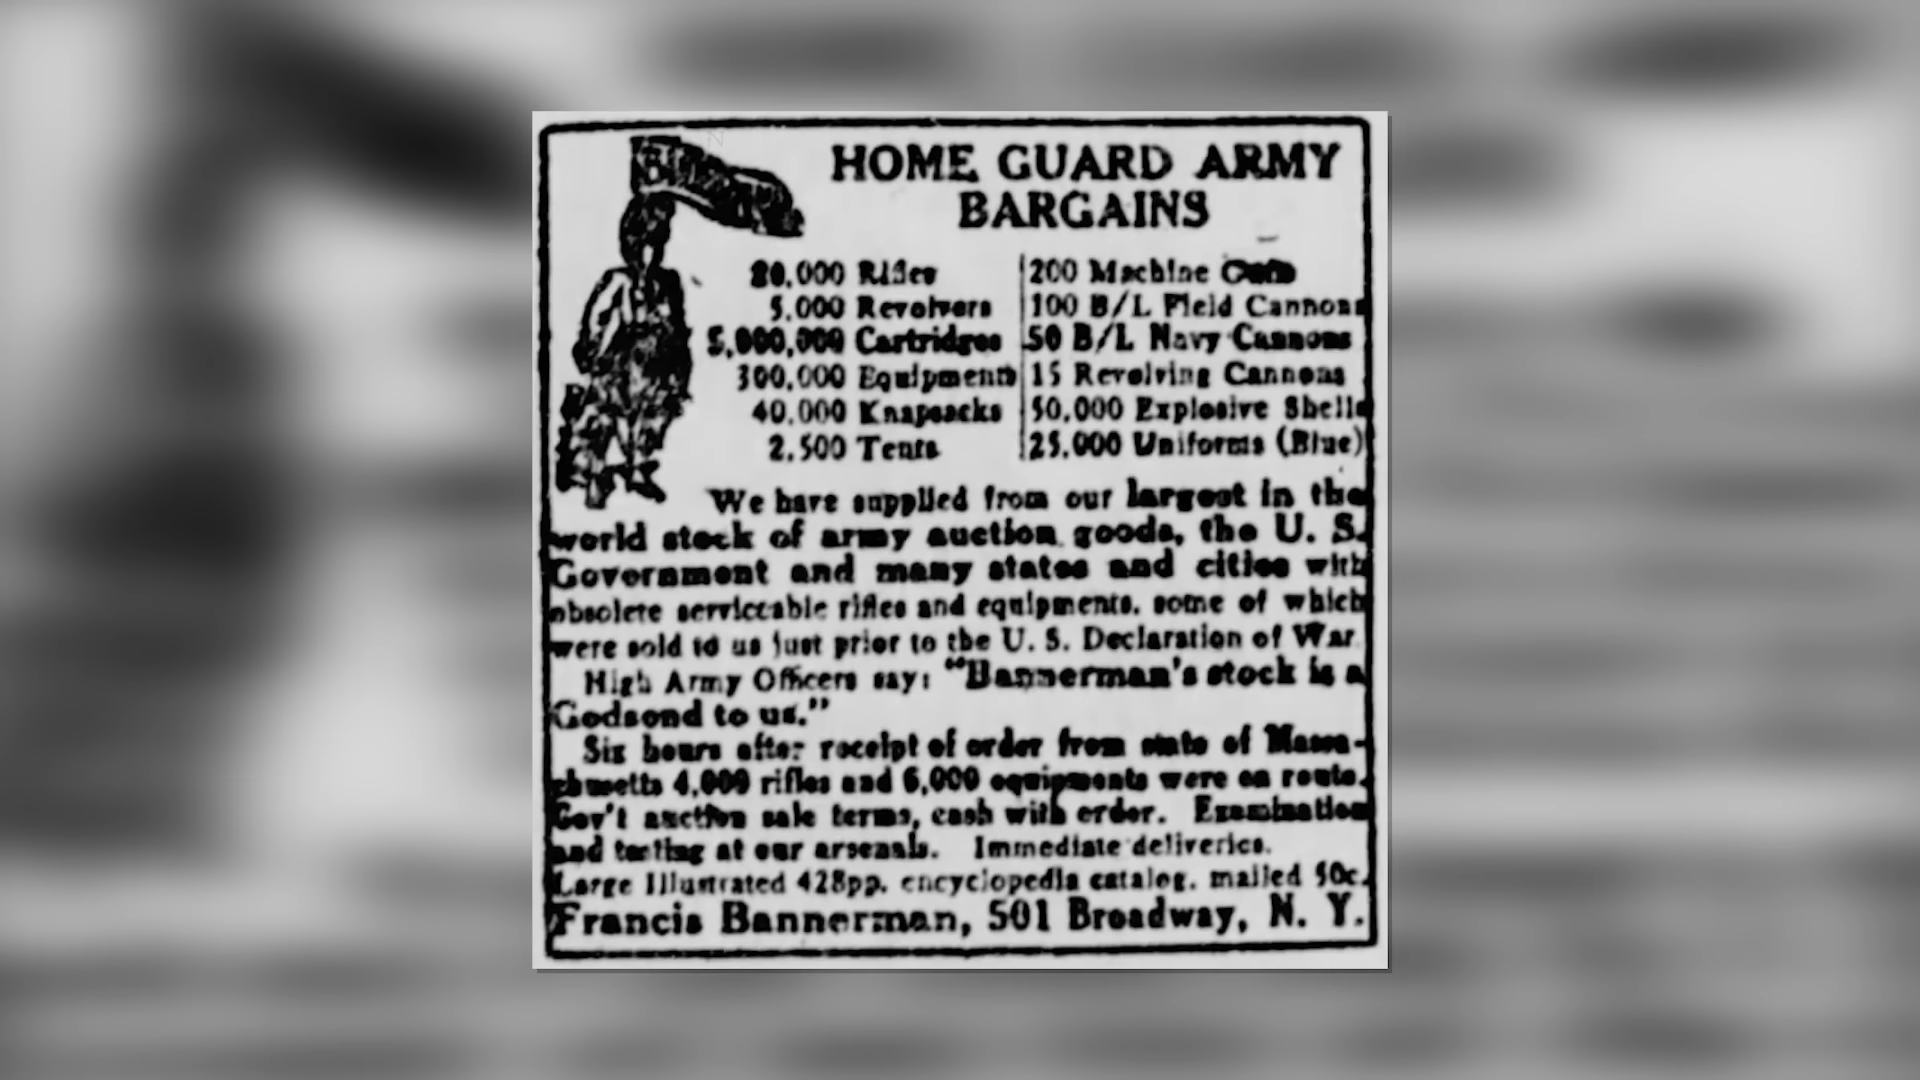 HOME GUARD ARMY
BARGAINS
20,000 Rifles
5,000 Revolvers
5,000,000 Cartridges
300,000 Equipments
40,000 Knapsacks
2,500 Tents
200 Machine Guns
100 B/L Field Cannons
50 B/L Navy Cannons
15 Revolving Cannons
50,000 Explosive Shells
25,000 Uniforms (Blue)
We have supplied from our largest in the
world stock of army auction goods, the U. S.
Government and many states and cities with
obsolete serviceable rifles and equipments, some of which
were sold to us just prior to the U. S. Declaration of War
High Army Officers say: "Bannerman's stock is a
Godsond to us."
Six hours after receipt of order from state of Massa-
chusetts 4,000 rifles and 6,000 equipments were en route.
Gov't auction sale terms, cash with order. Examination
and testing at our arsenals. Immediate deliveries.
Large Illustrated 428pp. encyclopedia catalog, mailed 50c.
Francis Bannerman, 501 Broadway, N. Y.